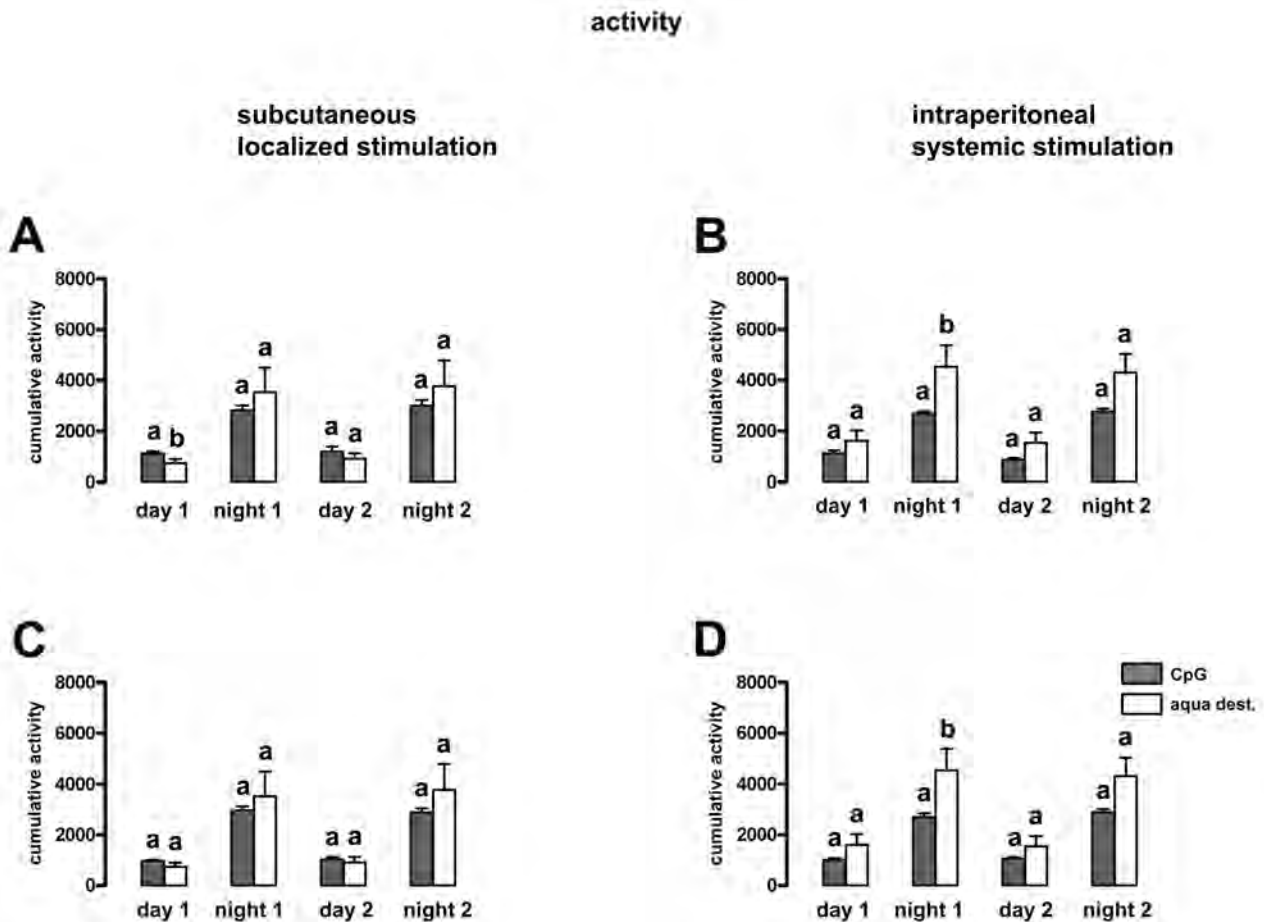 activity
subcutaneous
localized stimulation
intraperitoneal
systemic stimulation
A
cumulative activity
8000
6000
4000
2000
0
a b
a a
a a
a a
day 1 night 1 day 2 night 2
B
cumulative activity
8000
6000
4000
2000
0
a a
a b
a a
a a
day 1 night 1 day 2 night 2
C
cumulative activity
8000
6000
4000
2000
0
a a
a a
a a
a a
day 1 night 1 day 2 night 2
D
cumulative activity
8000
6000
4000
2000
0
a a
a b
a a
a a
day 1 night 1 day 2 night 2
CpG
aqua dest.